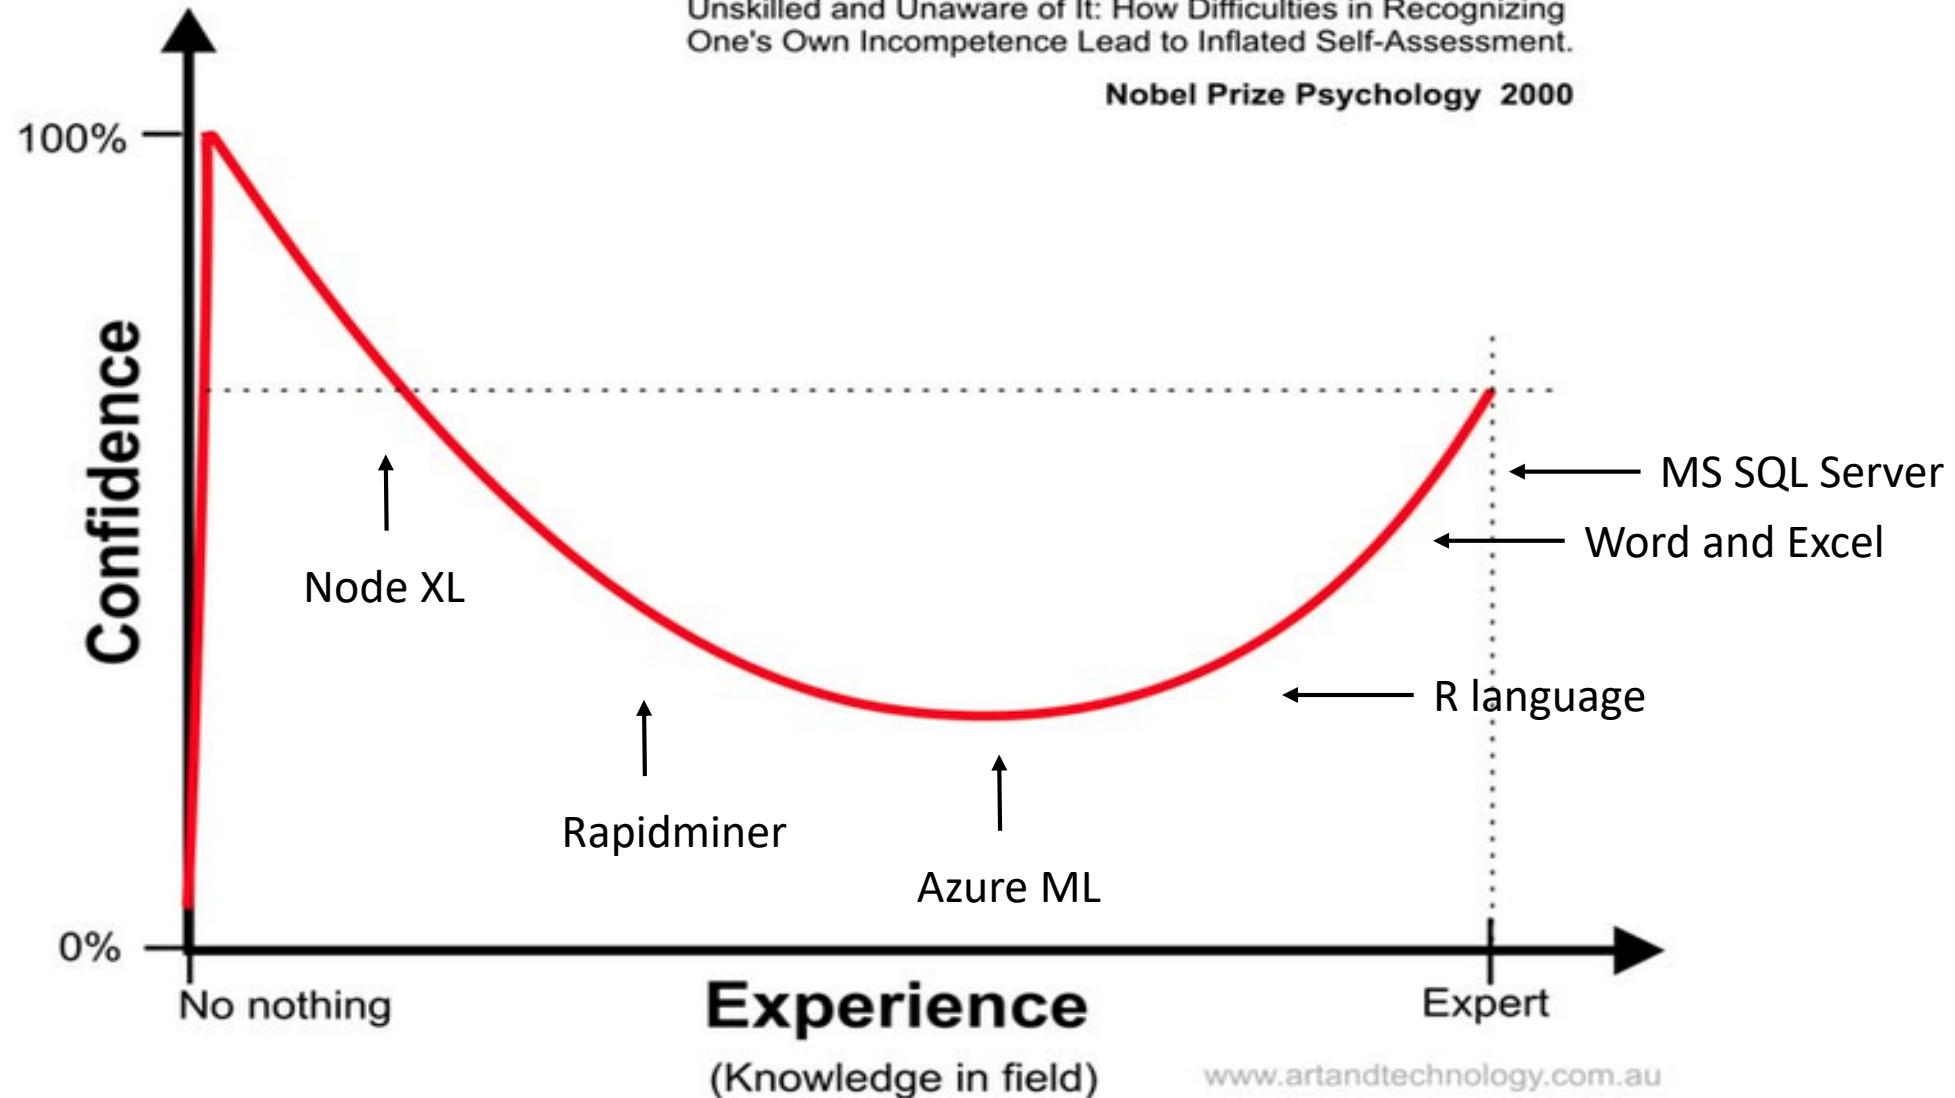 Unskilled and Unaware of It: How Difficulties in Recognizing
One's Own Incompetence Lead to Inflated Self-Assessment.
Nobel Prize Psychology 2000
100%
Confidence
MS SQL Server
Word and Excel
Node XL
R language
Rapidminer
Azure ML
0%
No nothing
Experience
Expert
(Knowledge in field)
www.artandtechnology.com.au